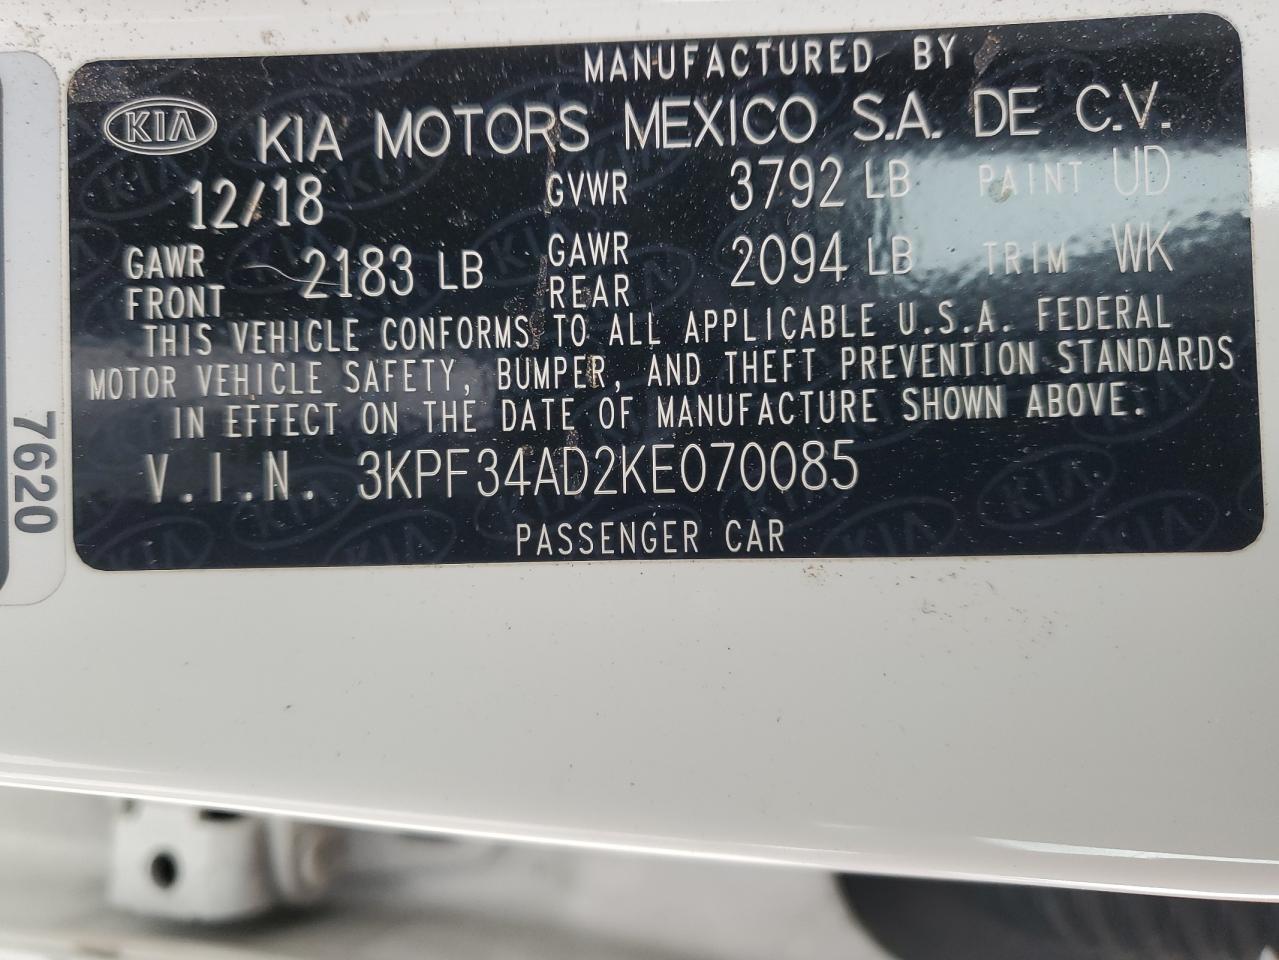 MANUFACTURED BY
KIA KIA MOTORS MEXICO S.A. DE C.V.
12/18 GVWR 3792 LB PAINT UD
GAWR FRONT 2183 LB GAWR REAR 2094 LB TRIM WK
THIS VEHICLE CONFORMS TO ALL APPLICABLE U.S.A. FEDERAL
MOTOR VEHICLE SAFETY, BUMPER, AND THEFT PREVENTION STANDARDS
IN EFFECT ON THE DATE OF MANUFACTURE SHOWN ABOVE.
V.I.N. 3KPF34AD2KE070085
PASSENGER CAR
7620